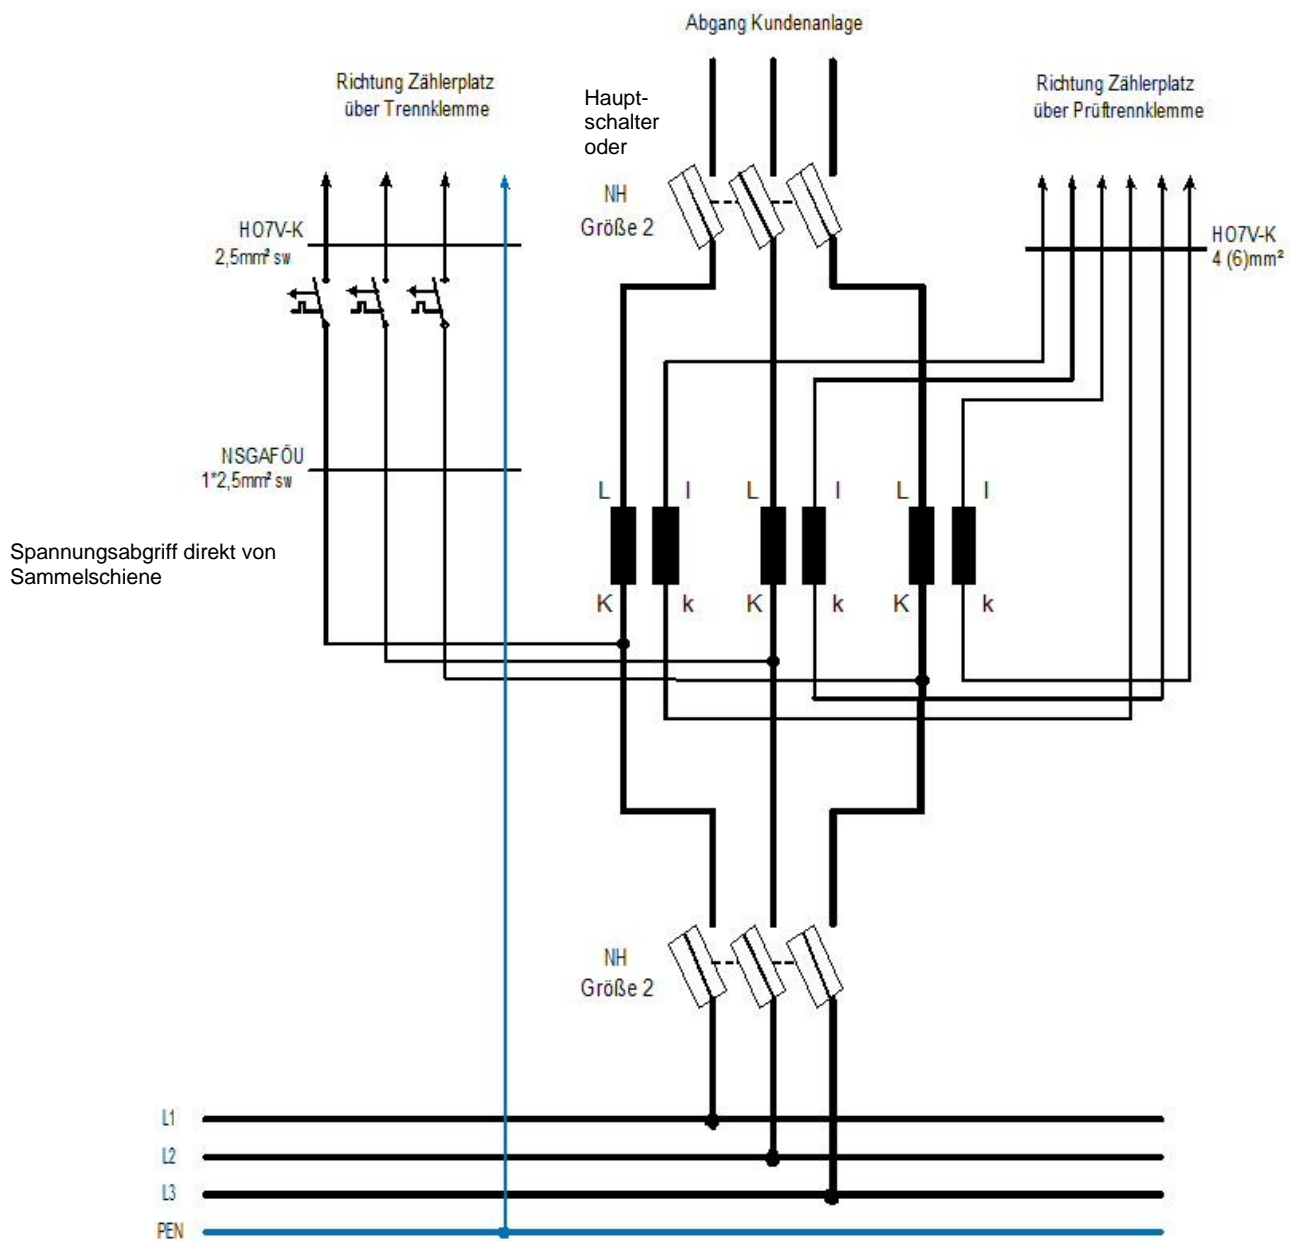 Abgang Kundenanlage
Richtung Zählerplatz
über Trennklemme
Haupt-
schalter
oder
Richtung Zählerplatz
über Prüftrennklemme
NH
Größe 2
HO7V-K
2,5mm² sw
HO7V-K
4 (6)mm²
NSGAFÖU
1*2,5mm² sw
L l L l L l
Spannungsabgriff direkt von
Sammelschiene
K k K k K k
NH
Größe 2
L1
L2
L3
PEN